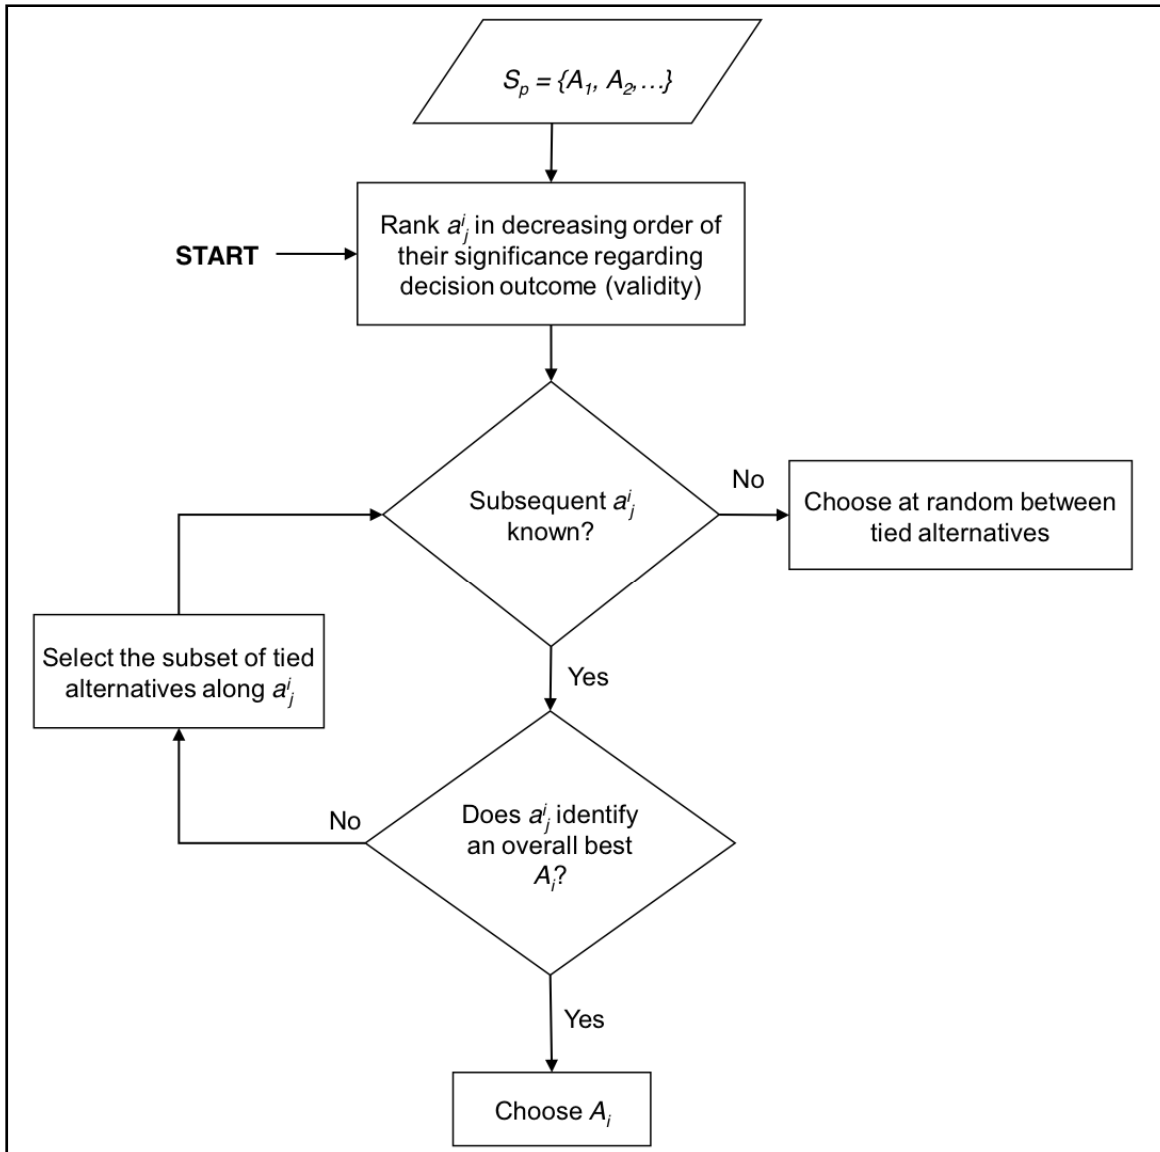 S_p = {A_1, A_2,…}
START
Rank a^i_j in decreasing order of
their significance regarding
decision outcome (validity)
Subsequent a^i_j
known?
No
Choose at random between
tied alternatives
Select the subset of tied
alternatives along a^i_j
Yes
Does a^i_j identify
an overall best
A_i?
No
Yes
Choose A_i